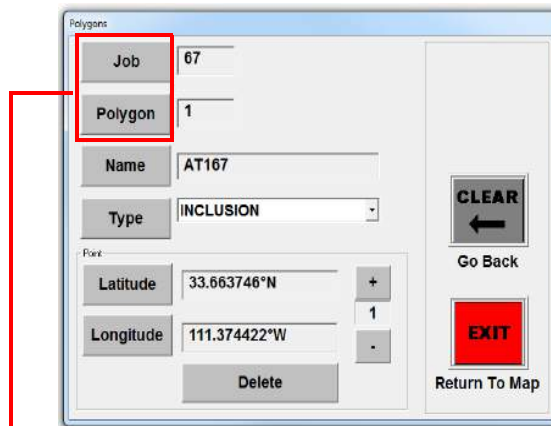 Polygons
Job 67
Polygon 1
Name AT167
Type INCLUSION
Point
Latitude 33.663746°N +
1
Longitude 111.374422°W -
Delete
CLEAR
Go Back
EXIT
Return To Map